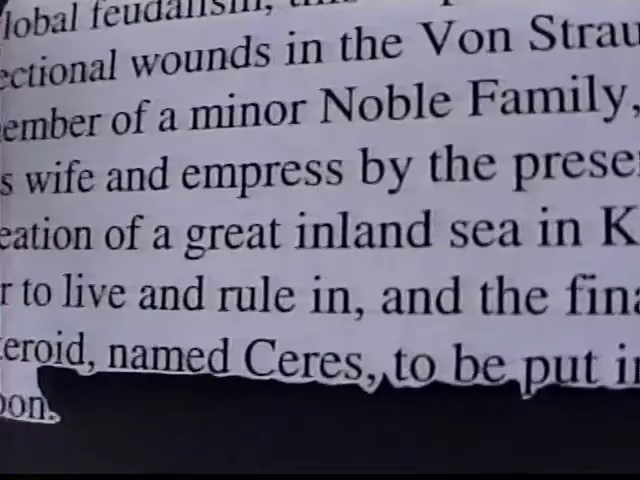 lobal feudalism,
ectional wounds in the Von Strau
ember of a minor Noble Family,
s wife and empress by the prese
eation of a great inland sea in K
r to live and rule in, and the fina
eroid, named Ceres, to be put in
oon.